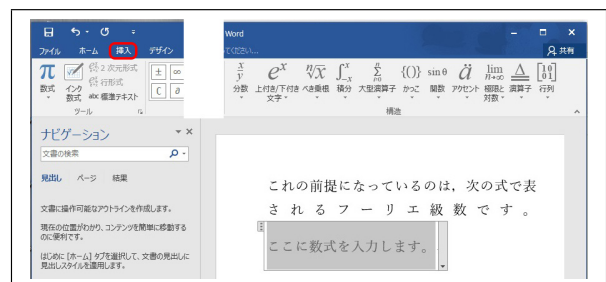 Word
ファイル ホーム 挿入 デザイン
共有
π √ 2 次元形式 ± ∞
行形式
数式 インク 数式 abc 標準テキスト C ∂
x/y e^x ⁿ√x ∫₋ₓˣ Σ {()} sin θ ä lim n→∞ △ [1 0 0 1]
分数 上付き/下付き文字 べき乗根 積分 大型演算子 かっこ 関数 アクセント 極限と対数 演算子 行列
ツール
構造
ナビゲーション
文書の検索
見出し ページ 結果
文書に操作可能なアウトラインを作成します。
現在の位置がわかり、コンテンツを簡単に移動する
のに便利です。
はじめに [ホーム] タブを選択して、文書の見出しに
見出しスタイルを適用します。
これの前提になっているのは，次の式で表
されるフーリエ級数です。
ここに数式を入力します。